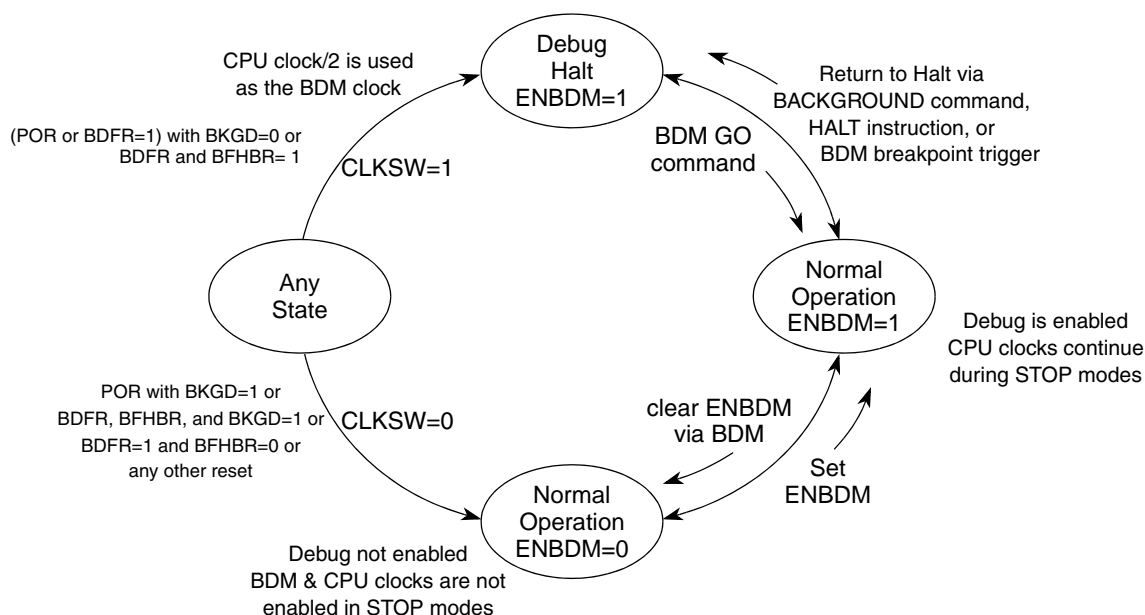 Debug
Halt
ENBDM=1
CPU clock/2 is used
as the BDM clock
(POR or BDFR=1) with BKGD=0 or
BDFR and BFHBR= 1
CLKSW=1
BDM GO
command
Return to Halt via
BACKGROUND command,
HALT instruction, or
BDM breakpoint trigger
Any
State
Normal
Operation
ENBDM=1
Debug is enabled
CPU clocks continue
during STOP modes
POR with BKGD=1 or
BDFR, BFHBR, and BKGD=1 or
BDFR=1 and BFHBR=0 or
any other reset
CLKSW=0
clear ENBDM
via BDM
Set
ENBDM
Normal
Operation
ENBDM=0
Debug not enabled
BDM & CPU clocks are not
enabled in STOP modes